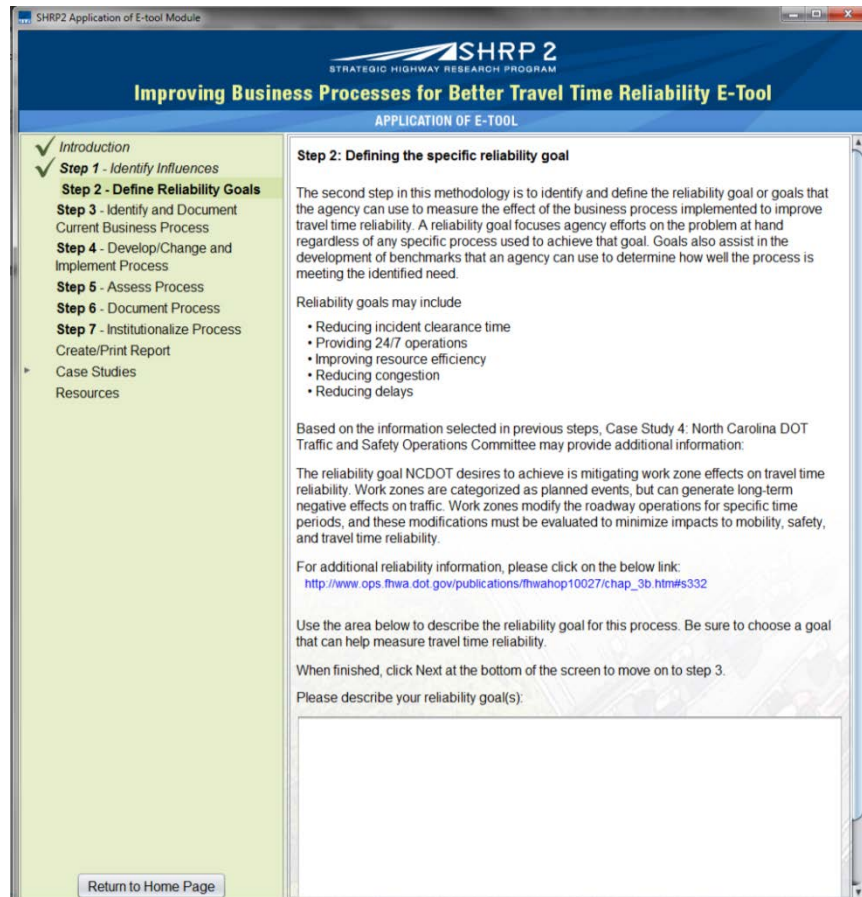 SHRP2 Application of E-tool Module
SHRP 2
STRATEGIC HIGHWAY RESEARCH PROGRAM
Improving Business Processes for Better Travel Time Reliability E-Tool
APPLICATION OF E-TOOL
Introduction
Step 1 - Identify Influences
Step 2 - Define Reliability Goals
Step 3 - Identify and Document
Current Business Process
Step 4 - Develop/Change and
Implement Process
Step 5 - Assess Process
Step 6 - Document Process
Step 7 - Institutionalize Process
Create/Print Report
Case Studies
Resources
Return to Home Page
Step 2: Defining the specific reliability goal
The second step in this methodology is to identify and define the reliability goal or goals that
the agency can use to measure the effect of the business process implemented to improve
travel time reliability. A reliability goal focuses agency efforts on the problem at hand
regardless of any specific process used to achieve that goal. Goals also assist in the
development of benchmarks that an agency can use to determine how well the process is
meeting the identified need.
Reliability goals may include
• Reducing incident clearance time
• Providing 24/7 operations
• Improving resource efficiency
• Reducing congestion
• Reducing delays
Based on the information selected in previous steps, Case Study 4: North Carolina DOT
Traffic and Safety Operations Committee may provide additional information:
The reliability goal NCDOT desires to achieve is mitigating work zone effects on travel time
reliability. Work zones are categorized as planned events, but can generate long-term
negative effects on traffic. Work zones modify the roadway operations for specific time
periods, and these modifications must be evaluated to minimize impacts to mobility, safety,
and travel time reliability.
For additional reliability information, please click on the below link:
http://www.ops.fhwa.dot.gov/publications/fhwahop10027/chap_3b.htm#s332
Use the area below to describe the reliability goal for this process. Be sure to choose a goal
that can help measure travel time reliability.
When finished, click Next at the bottom of the screen to move on to step 3.
Please describe your reliability goal(s):